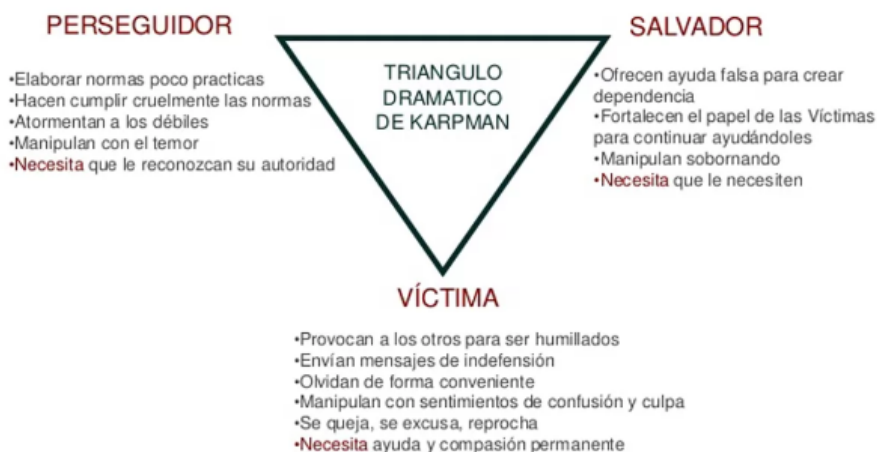 PERSEGUIDOR
•Elaborar normas poco practicas
•Hacen cumplir cruelmente las normas
•Atormentan a los débiles
•Manipulan con el temor
•Necesita que le reconozcan su autoridad
TRIANGULO
DRAMATICO
DE KARPMAN
SALVADOR
•Ofrecen ayuda falsa para crear
dependencia
•Fortalecen el papel de las Víctimas
para continuar ayudándoles
•Manipulan sobornando
•Necesita que le necesiten
VÍCTIMA
•Provocan a los otros para ser humillados
•Envían mensajes de indefensión
•Olvidan de forma conveniente
•Manipulan con sentimientos de confusión y culpa
•Se queja, se excusa, reprocha
•Necesita ayuda y compasión permanente